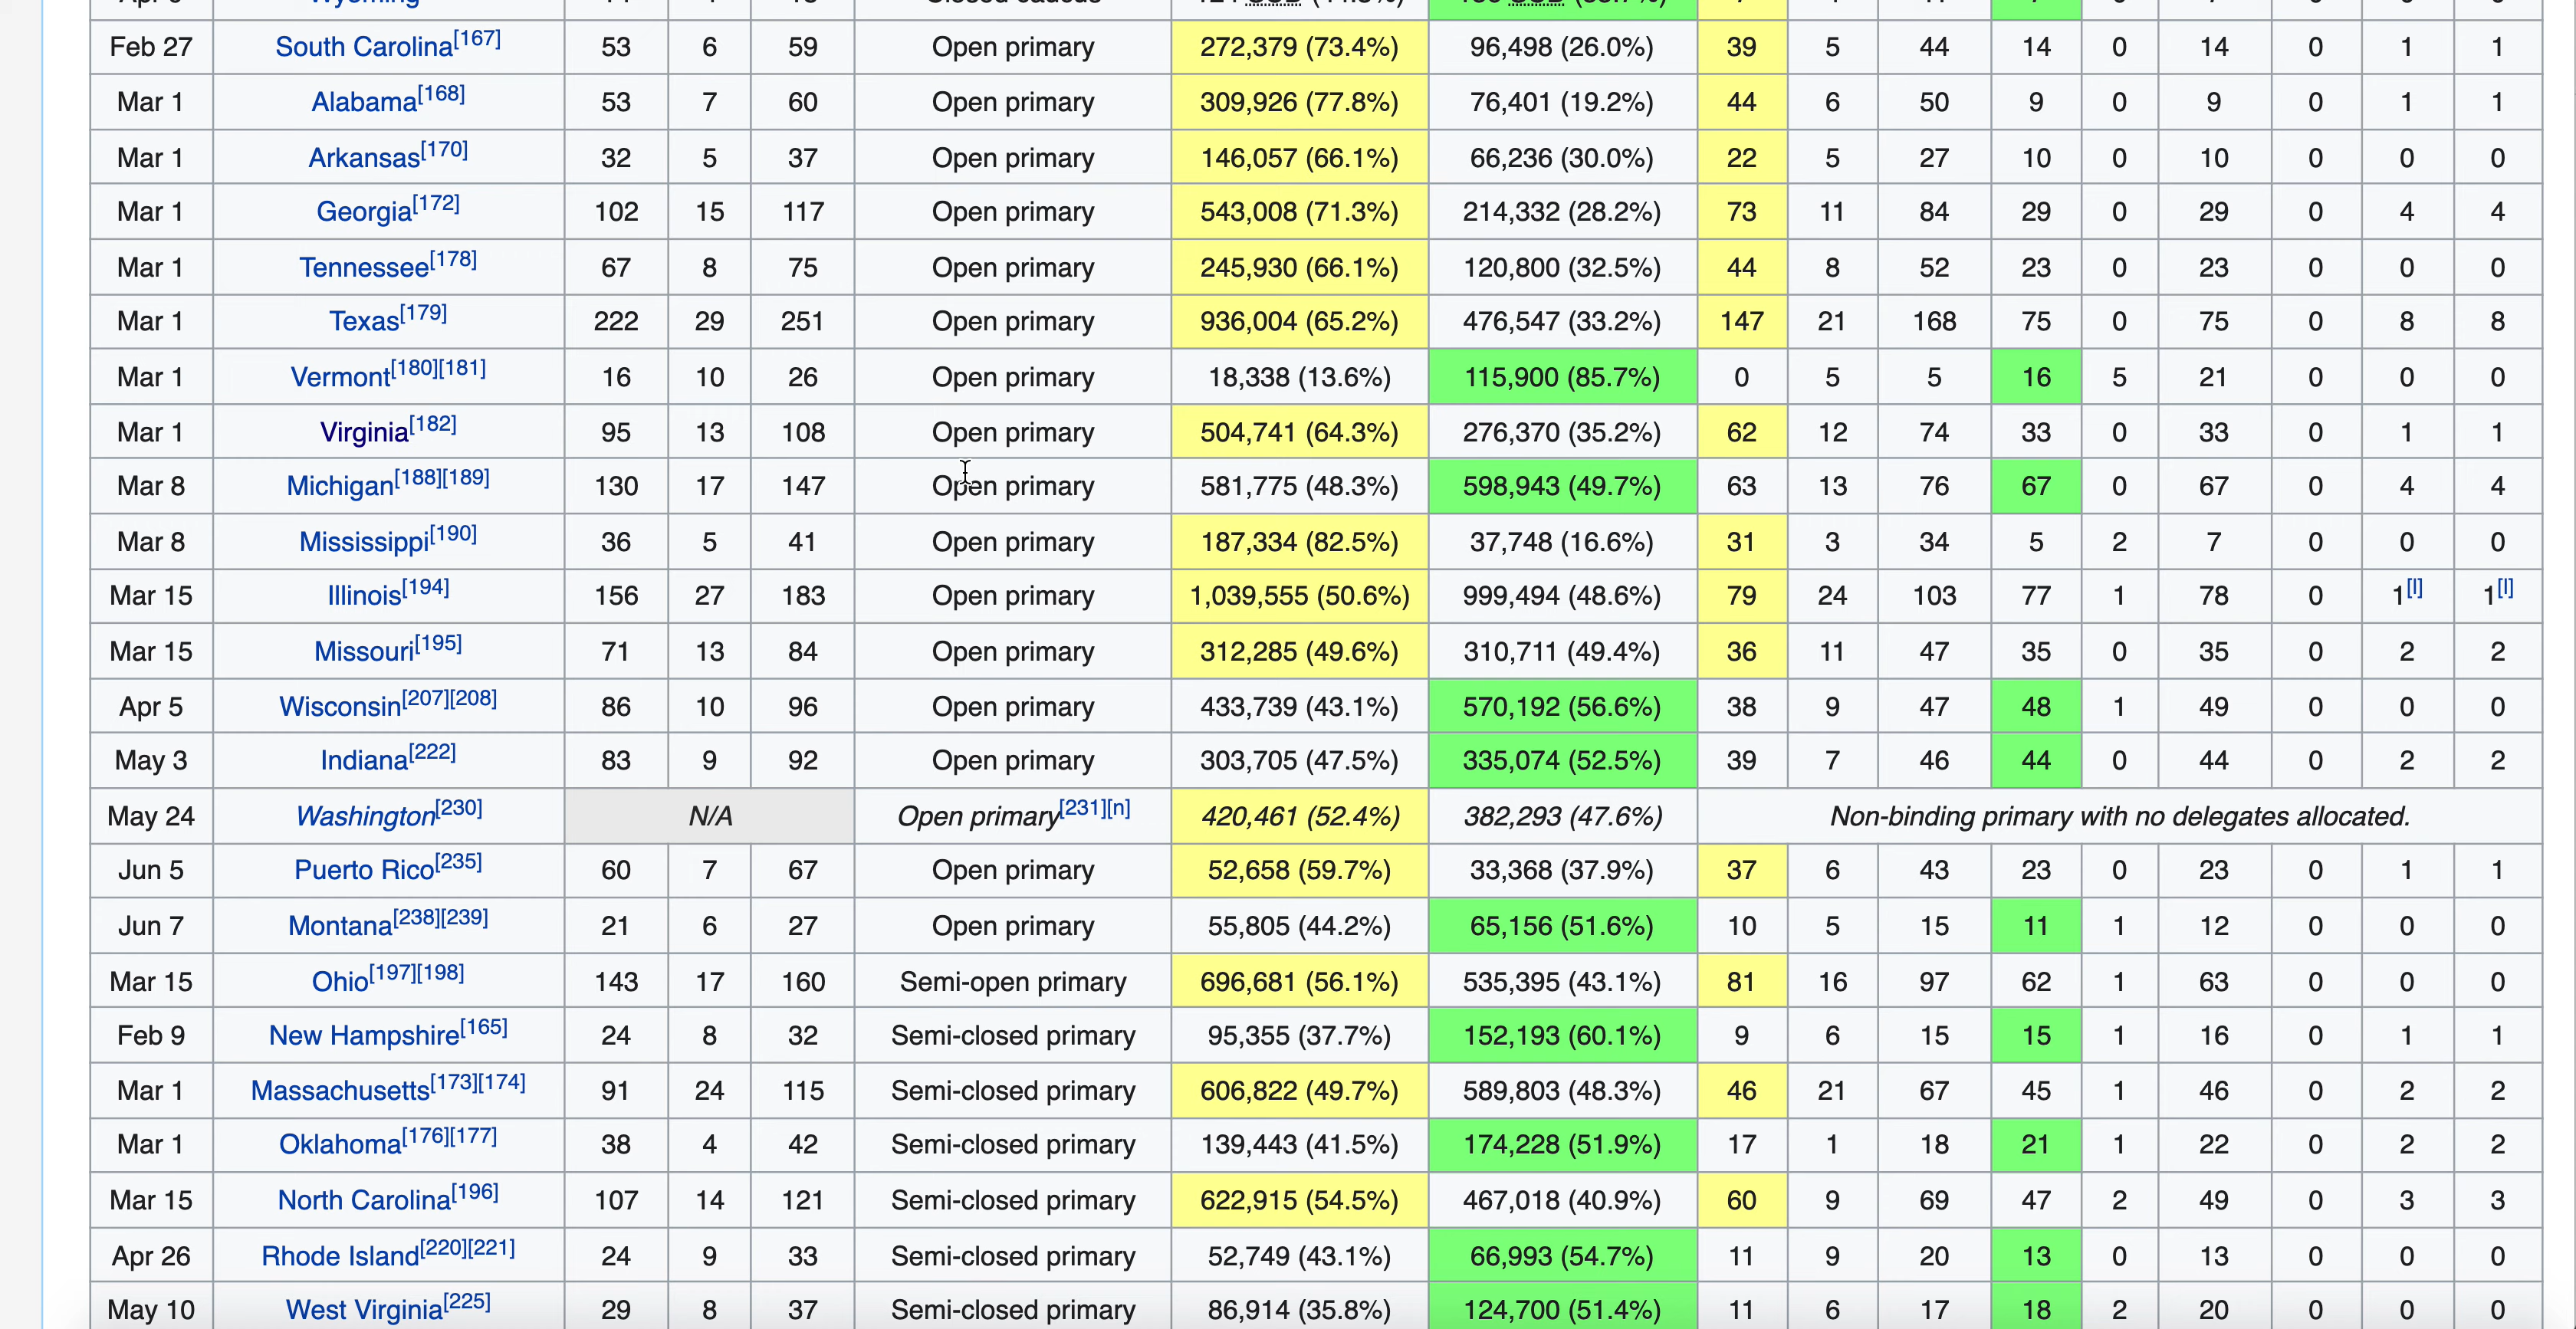 Feb 27 South Carolina[167] 53 6 59 Open primary 272,379 (73.4%) 96,498 (26.0%) 39 5 44 14 0 14 0 1 1
Mar 1 Alabama[168] 53 7 60 Open primary 309,926 (77.8%) 76,401 (19.2%) 44 6 50 9 0 9 0 1 1
Mar 1 Arkansas[170] 32 5 37 Open primary 146,057 (66.1%) 66,236 (30.0%) 22 5 27 10 0 10 0 0 0
Mar 1 Georgia[172] 102 15 117 Open primary 543,008 (71.3%) 214,332 (28.2%) 73 11 84 29 0 29 0 4 4
Mar 1 Tennessee[178] 67 8 75 Open primary 245,930 (66.1%) 120,800 (32.5%) 44 8 52 23 0 23 0 0 0
Mar 1 Texas[179] 222 29 251 Open primary 936,004 (65.2%) 476,547 (33.2%) 147 21 168 75 0 75 0 8 8
Mar 1 Vermont[180][181] 16 10 26 Open primary 18,338 (13.6%) 115,900 (85.7%) 0 5 5 16 5 21 0 0 0
Mar 1 Virginia[182] 95 13 108 Open primary 504,741 (64.3%) 276,370 (35.2%) 62 12 74 33 0 33 0 1 1
Mar 8 Michigan[188][189] 130 17 147 Open primary 581,775 (48.3%) 598,943 (49.7%) 63 13 76 67 0 67 0 4 4
Mar 8 Mississippi[190] 36 5 41 Open primary 187,334 (82.5%) 37,748 (16.6%) 31 3 34 5 2 7 0 0 0
Mar 15 Illinois[194] 156 27 183 Open primary 1,039,555 (50.6%) 999,494 (48.6%) 79 24 103 77 1 78 0 1[l] 1[l]
Mar 15 Missouri[195] 71 13 84 Open primary 312,285 (49.6%) 310,711 (49.4%) 36 11 47 35 0 35 0 2 2
Apr 5 Wisconsin[207][208] 86 10 96 Open primary 433,739 (43.1%) 570,192 (56.6%) 38 9 47 48 1 49 0 0 0
May 3 Indiana[222] 83 9 92 Open primary 303,705 (47.5%) 335,074 (52.5%) 39 7 46 44 0 44 0 2 2
May 24 Washington[230] N/A Open primary[231][n] 420,461 (52.4%) 382,293 (47.6%) Non-binding primary with no delegates allocated.
Jun 5 Puerto Rico[235] 60 7 67 Open primary 52,658 (59.7%) 33,368 (37.9%) 37 6 43 23 0 23 0 1 1
Jun 7 Montana[238][239] 21 6 27 Open primary 55,805 (44.2%) 65,156 (51.6%) 10 5 15 11 1 12 0 0 0
Mar 15 Ohio[197][198] 143 17 160 Semi-open primary 696,681 (56.1%) 535,395 (43.1%) 81 16 97 62 1 63 0 0 0
Feb 9 New Hampshire[165] 24 8 32 Semi-closed primary 95,355 (37.7%) 152,193 (60.1%) 9 6 15 15 1 16 0 1 1
Mar 1 Massachusetts[173][174] 91 24 115 Semi-closed primary 606,822 (49.7%) 589,803 (48.3%) 46 21 67 45 1 46 0 2 2
Mar 1 Oklahoma[176][177] 38 4 42 Semi-closed primary 139,443 (41.5%) 174,228 (51.9%) 17 1 18 21 1 22 0 2 2
Mar 15 North Carolina[196] 107 14 121 Semi-closed primary 622,915 (54.5%) 467,018 (40.9%) 60 9 69 47 2 49 0 3 3
Apr 26 Rhode Island[220][221] 24 9 33 Semi-closed primary 52,749 (43.1%) 66,993 (54.7%) 11 9 20 13 0 13 0 0 0
May 10 West Virginia[225] 29 8 37 Semi-closed primary 86,914 (35.8%) 124,700 (51.4%) 11 6 17 18 2 20 0 0 0